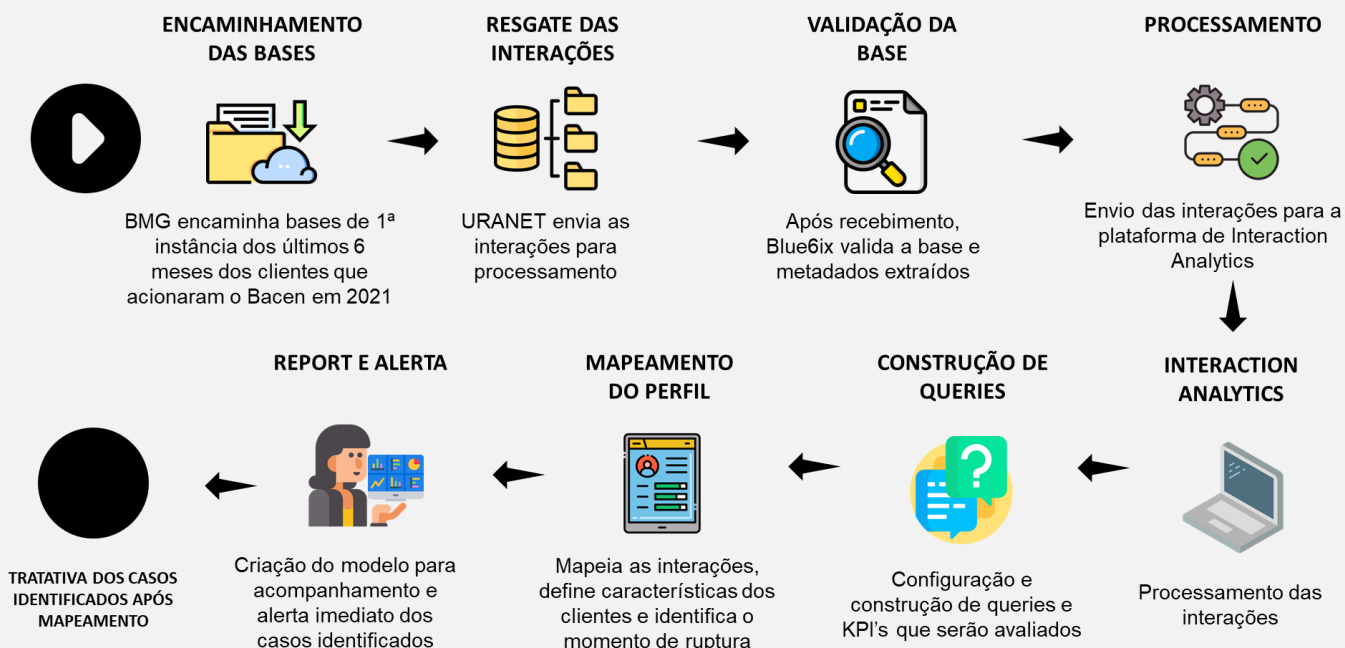 ENCAMINHAMENTO
DAS BASES
BMG encaminha bases de 1ª
instância dos últimos 6
meses dos clientes que
acionaram o Bacen em 2021
RESGATE DAS
INTERAÇÕES
URANET envia as
interações para
processamento
VALIDAÇÃO DA
BASE
Após recebimento,
Blue6ix valida a base e
metadados extraídos
PROCESSAMENTO
Envio das interações para a
plataforma de Interaction
Analytics
INTERACTION
ANALYTICS
Processamento das
interações
CONSTRUÇÃO DE
QUERIES
?
Configuração e
construção de queries e
KPI's que serão avaliados
MAPEAMENTO
DO PERFIL
Mapeia as interações,
define características dos
clientes e identifica o
momento de ruptura
REPORT E ALERTA
Criação do modelo para
acompanhamento e
alerta imediato dos
casos identificados
TRATATIVA DOS CASOS
IDENTIFICADOS APÓS
MAPEAMENTO